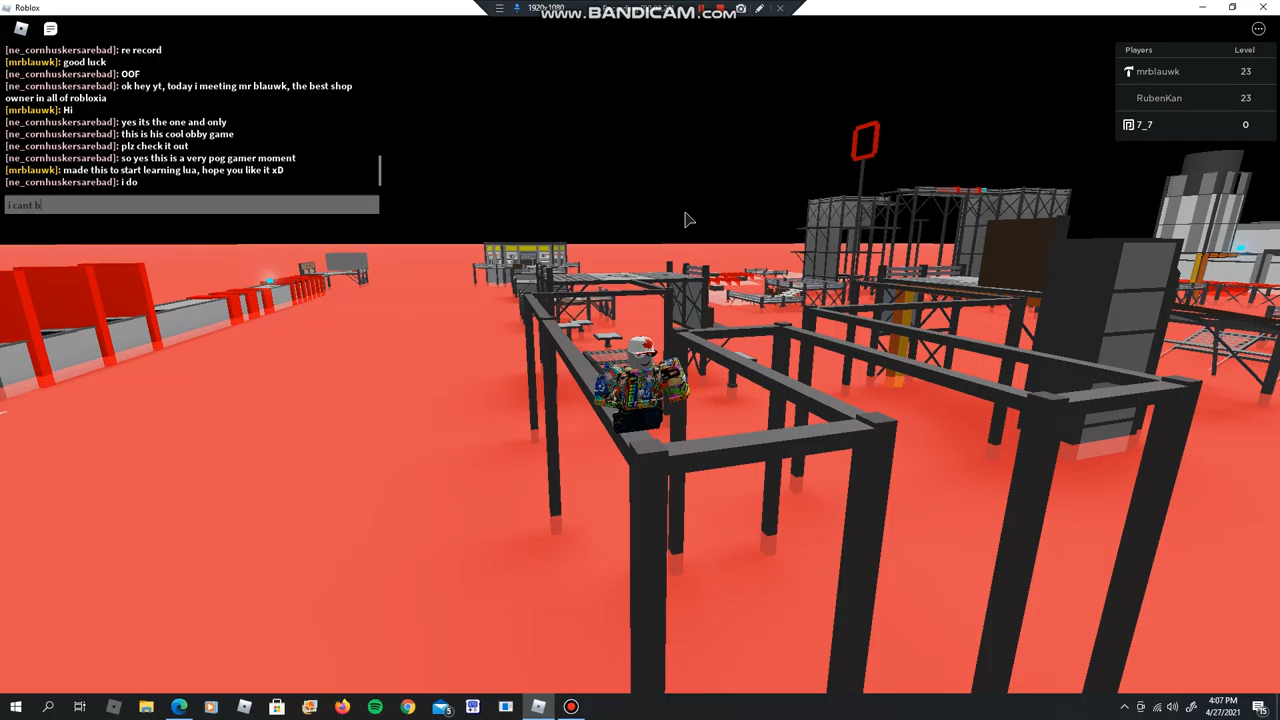 Roblox
1920x1080
www.BANDICAM.com
[ne_cornhuskersarebad]: re record
[mrblauwk]: good luck
[ne_cornhuskersarebad]: OOF
[ne_cornhuskersarebad]: ok hey yt, today i meeting mr blauwk, the best shop
owner in all of robloxia
[mrblauwk]: Hi
[ne_cornhuskersarebad]: yes its the one and only
[ne_cornhuskersarebad]: this is his cool obby game
[ne_cornhuskersarebad]: plz check it out
[ne_cornhuskersarebad]: so yes this is a very pog gamer moment
[mrblauwk]: made this to start learning lua, hope you like it xD
[ne_cornhuskersarebad]: i do
i cant b
Players Level
mrblauwk 23
RubenKan 23
7_7 0
4:07 PM
4/27/2021
5
15